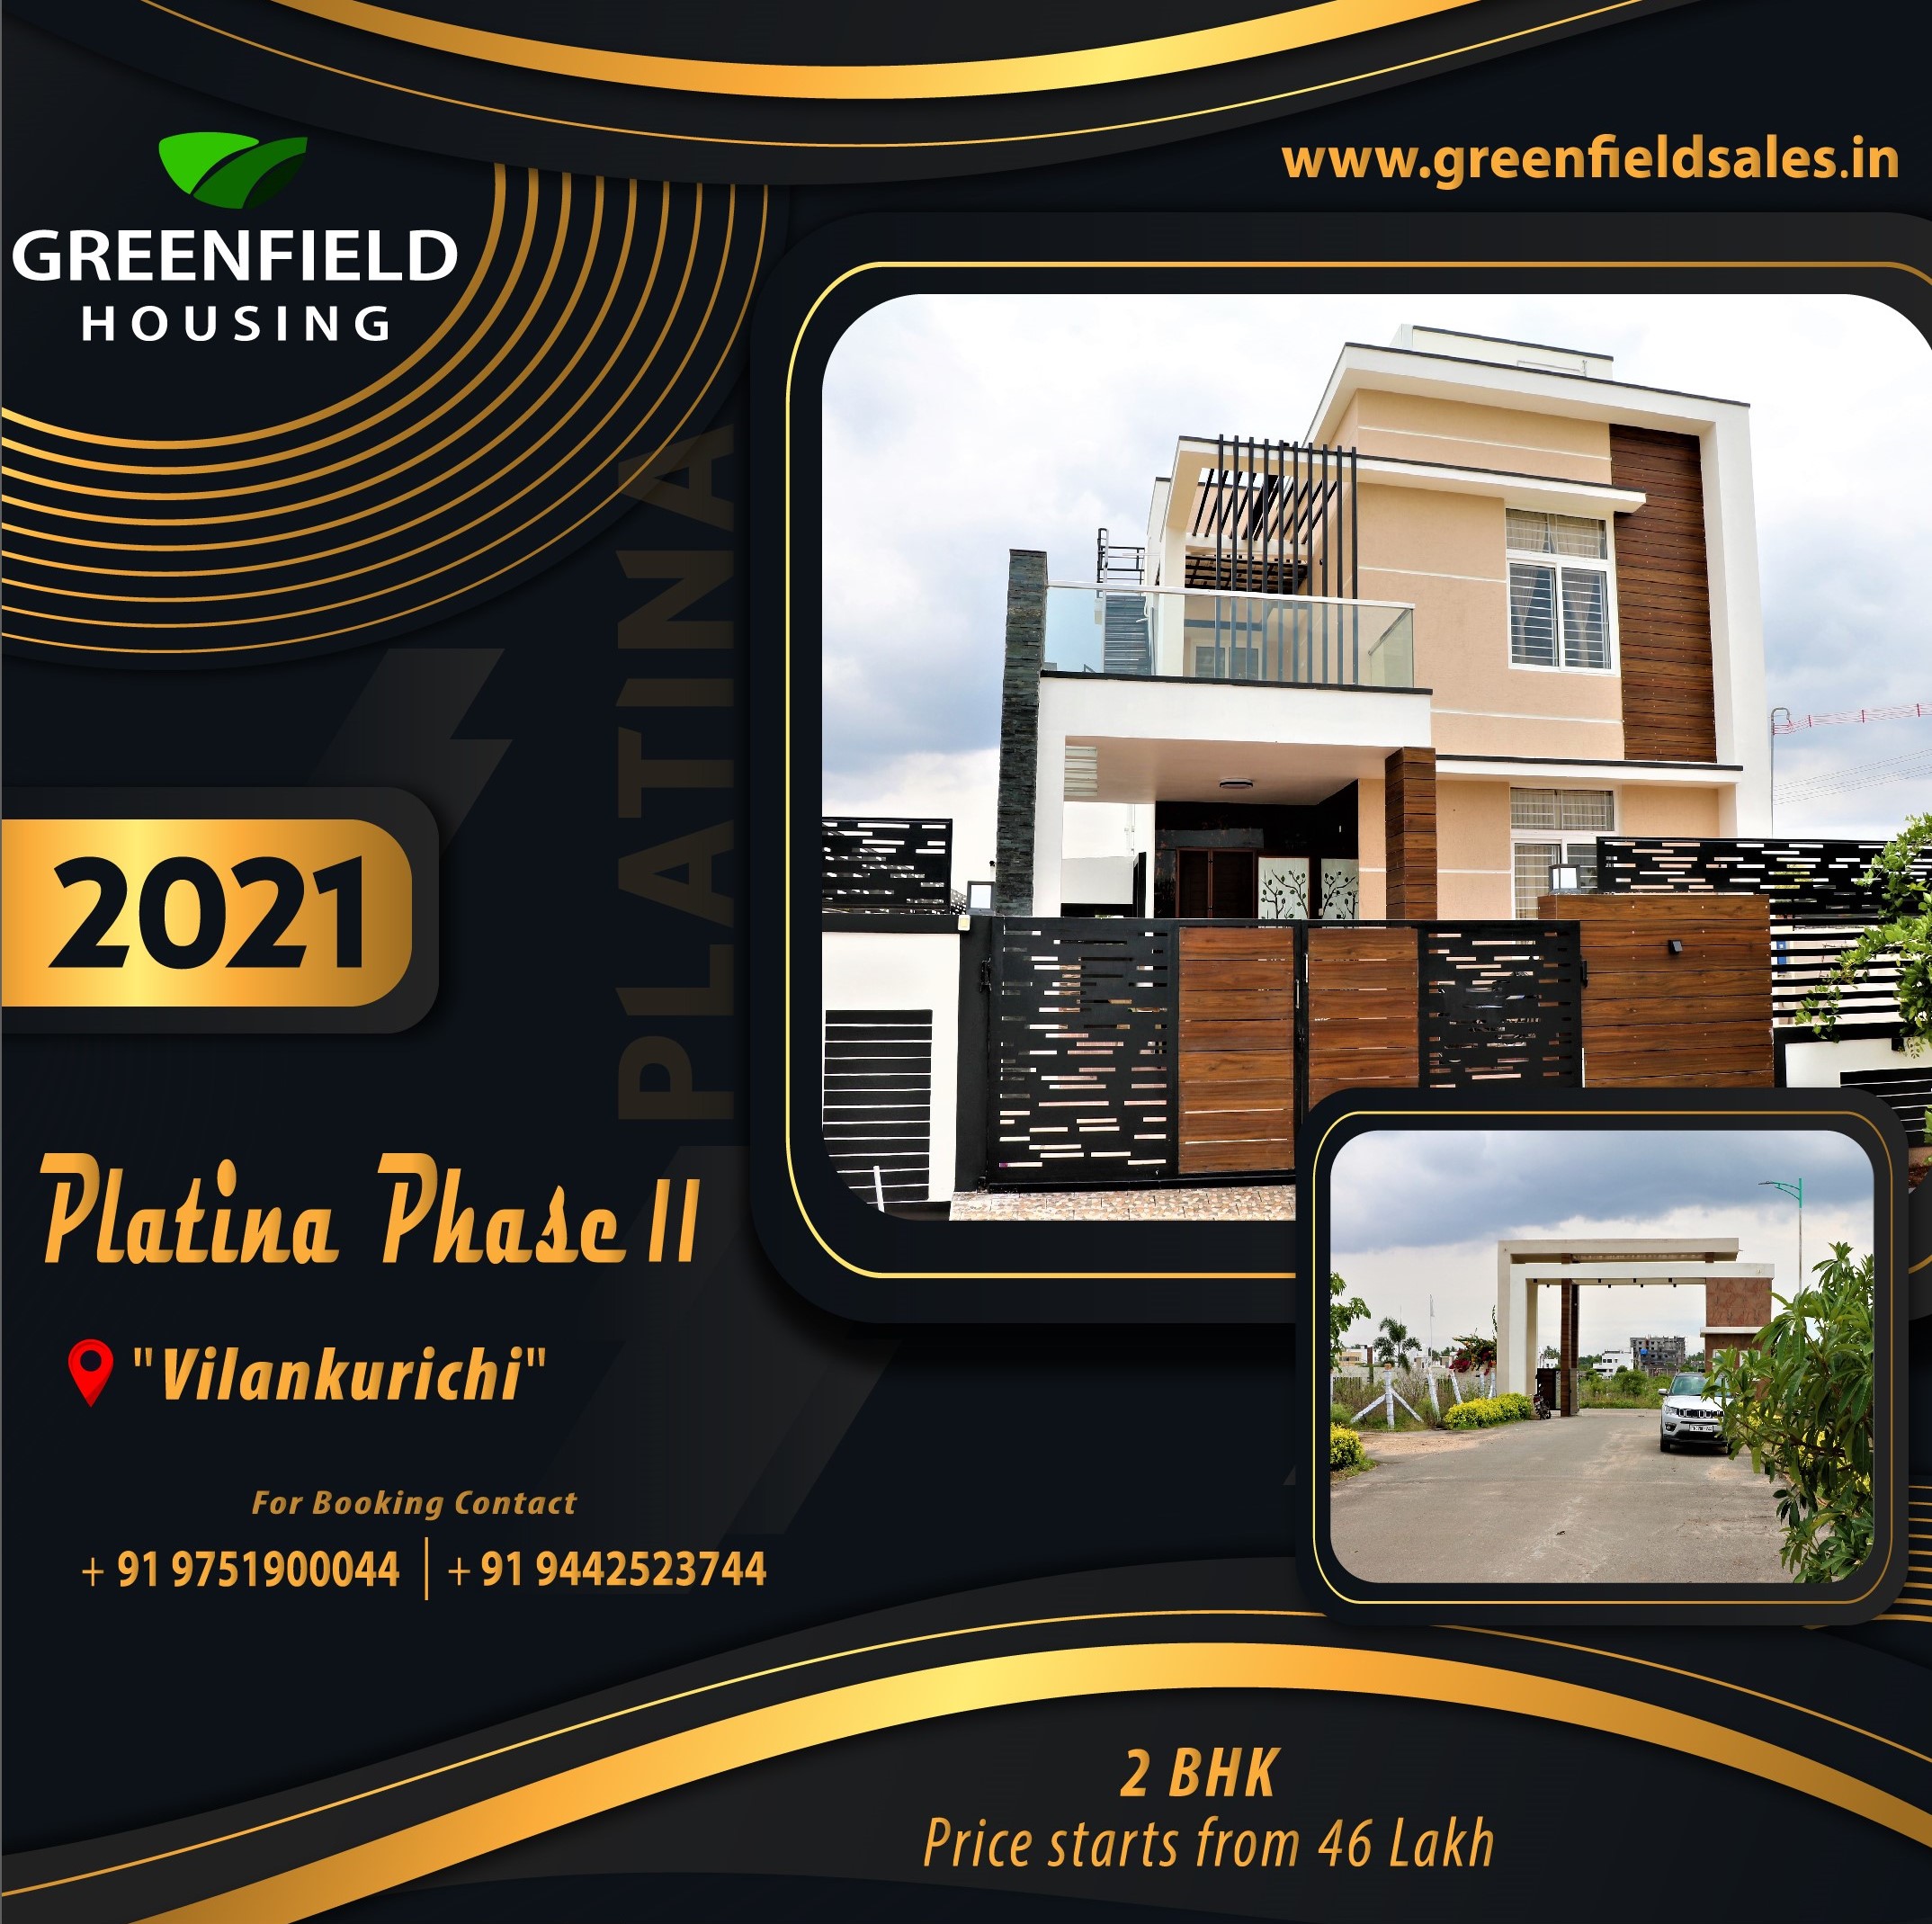 www.greenfieldsales.in
GREENFIELD
HOUSING
PLATINA
2021
Platina Phase II
"Vilankurichi"
For Booking Contact
+ 91 9751900044 | + 91 9442523744
2 BHK
Price starts from 46 Lakh